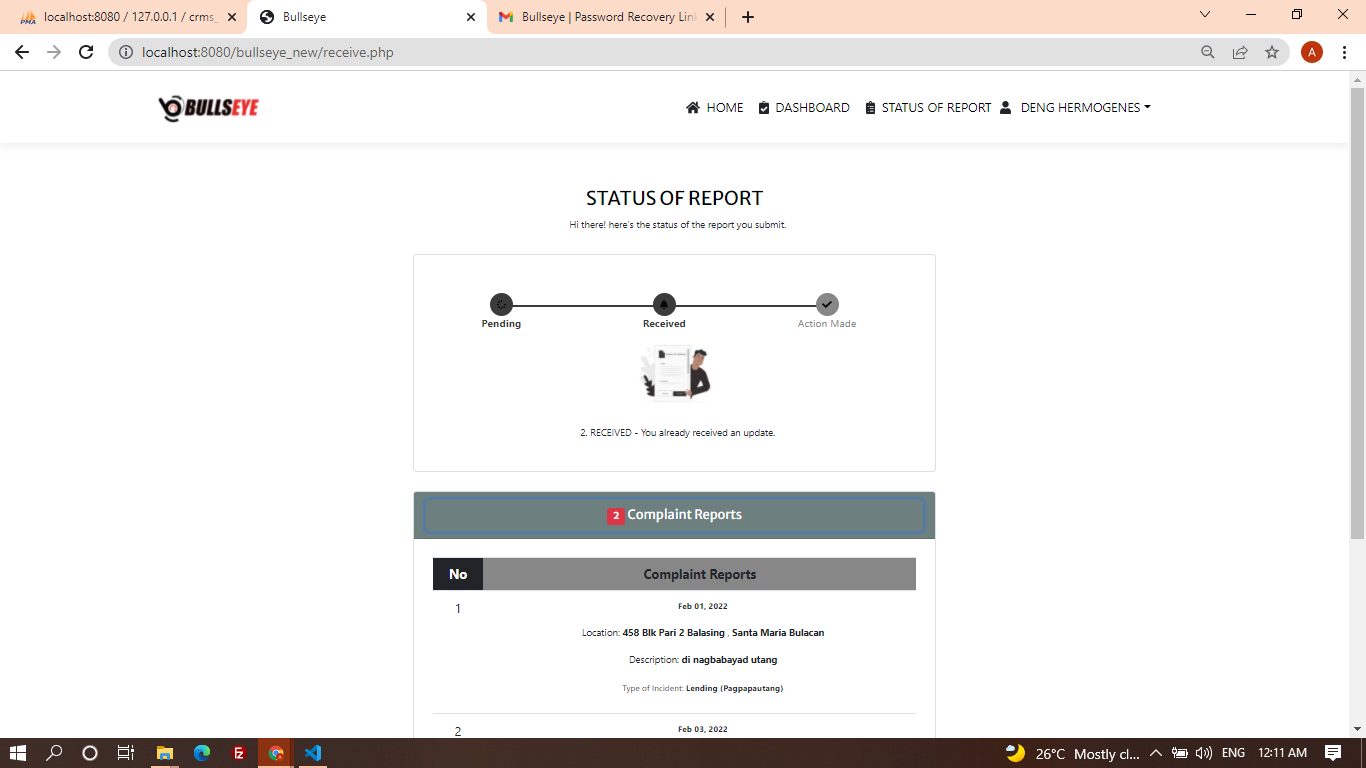 localhost:8080 / 127.0.0.1 / crms_
Bullseye
Bullseye | Password Recovery Lin
localhost:8080/bullseye_new/receive.php
A
BULLSEYE
HOME
DASHBOARD
STATUS OF REPORT
DENG HERMOGENES
STATUS OF REPORT
Hi there! here's the status of the report you submit.
Pending
Received
Action Made
2. RECEIVED - You already received an update.
2 Complaint Reports
No
Complaint Reports
1
Feb 01, 2022
Location: 458 Blk Pari 2 Balasing , Santa Maria Bulacan
Description: di nagbabayad utang
Type of Incident: Lending (Pagpapautang)
2
Feb 03, 2022
26°C Mostly cl...
ENG
12:11 AM